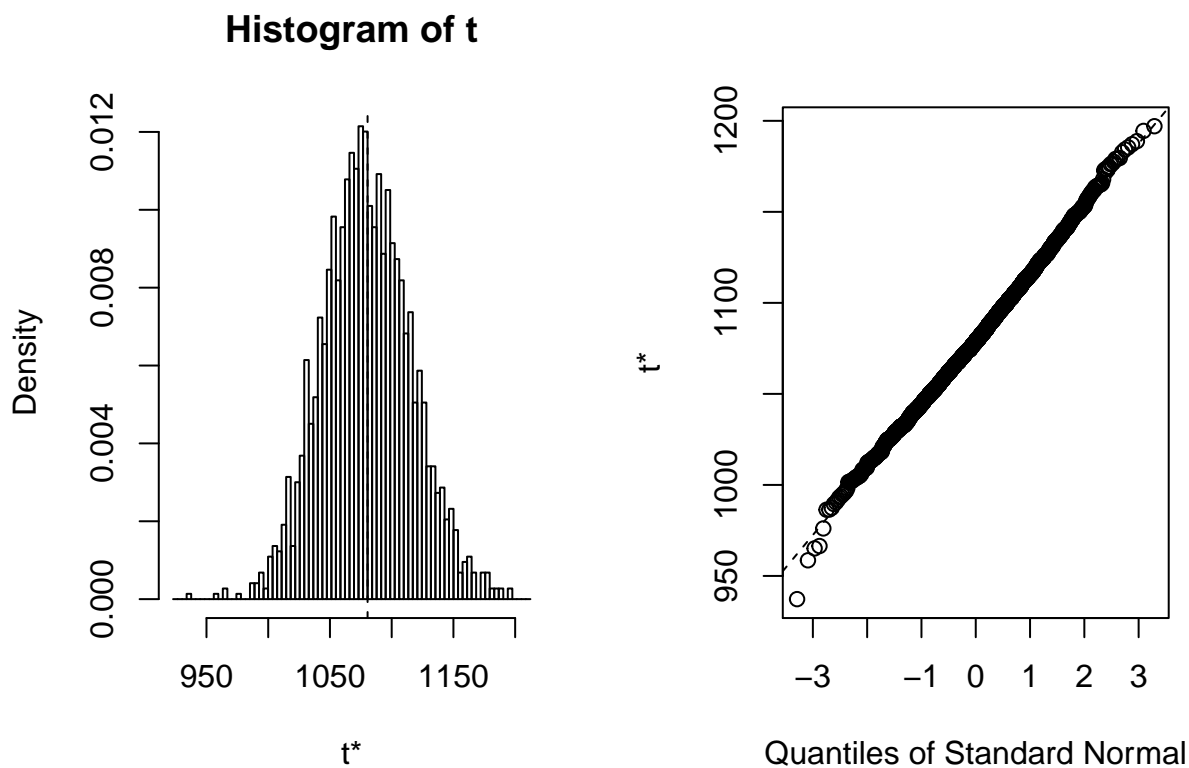 Histogram of t
Density
0.000 0.004 0.008 0.012
950 1050 1150
t*
t*
950 1000 1100 1200
−3 −1 0 1 2 3
Quantiles of Standard Normal